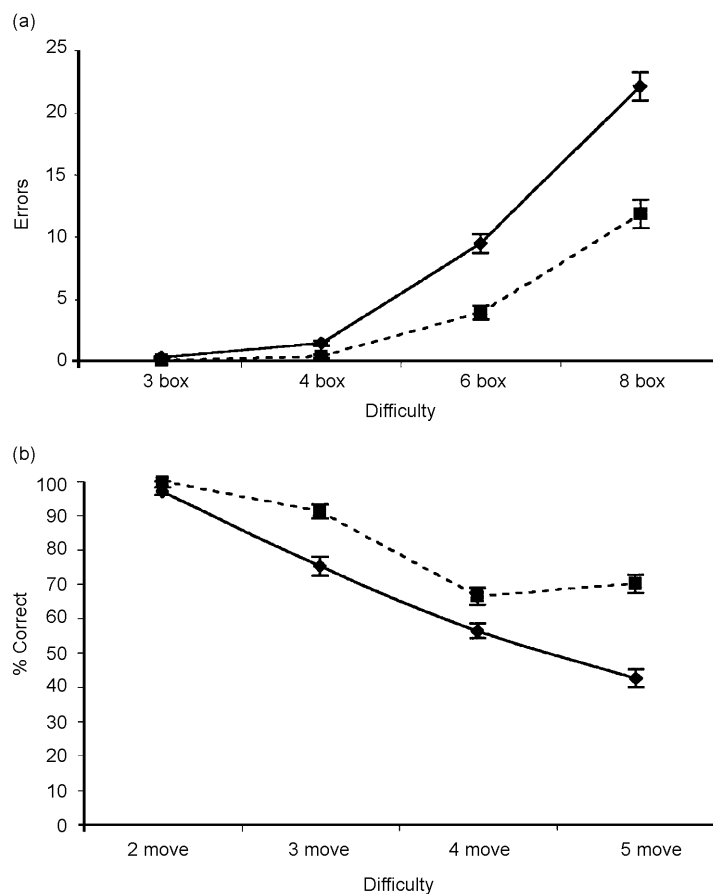 (a)
25
20
15
10
5
0
Errors
3 box
4 box
6 box
8 box
Difficulty
(b)
100
90
80
70
60
50
40
30
20
10
0
% Correct
2 move
3 move
4 move
5 move
Difficulty